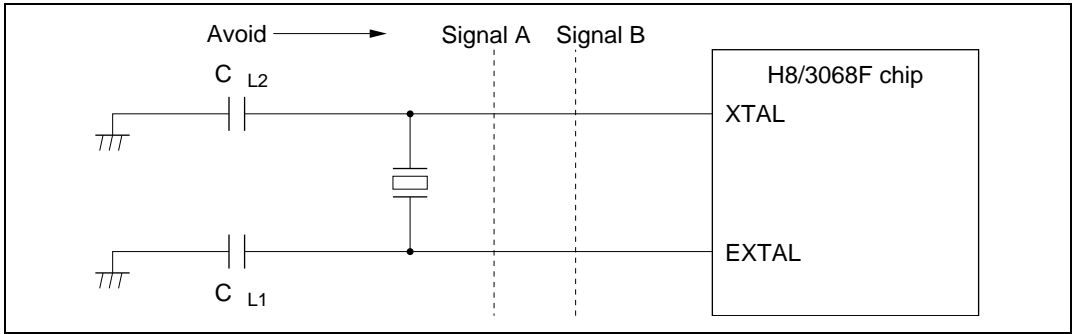 Avoid
Signal A
Signal B
C L2
H8/3068F chip
XTAL
EXTAL
C L1